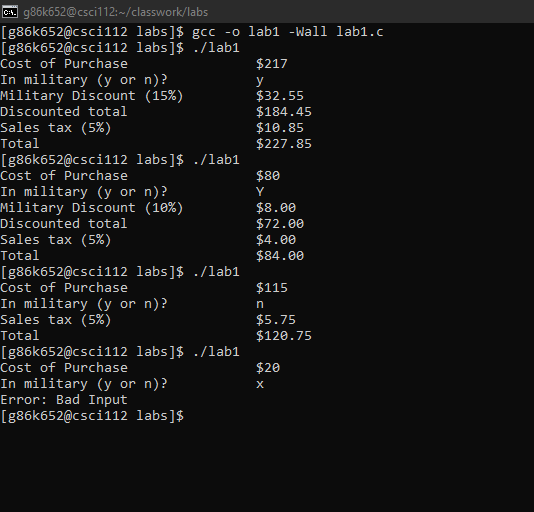 g86k652@csci112:~/classwork/labs
[g86k652@csci112 labs]$ gcc -o lab1 -Wall lab1.c
[g86k652@csci112 labs]$ ./lab1
Cost of Purchase                $217
In military (y or n)?           y
Military Discount (15%)         $32.55
Discounted total                $184.45
Sales tax (5%)                  $10.85
Total                           $227.85
[g86k652@csci112 labs]$ ./lab1
Cost of Purchase                $80
In military (y or n)?           Y
Military Discount (10%)         $8.00
Discounted total                $72.00
Sales tax (5%)                  $4.00
Total                           $84.00
[g86k652@csci112 labs]$ ./lab1
Cost of Purchase                $115
In military (y or n)?           n
Sales tax (5%)                  $5.75
Total                           $120.75
[g86k652@csci112 labs]$ ./lab1
Cost of Purchase                $20
In military (y or n)?           x
Error: Bad Input
[g86k652@csci112 labs]$